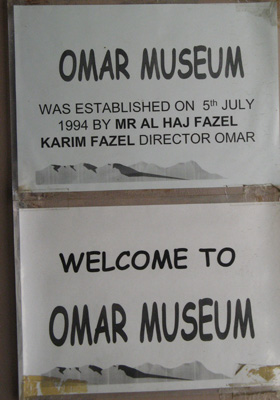 OMAR MUSEUM
WAS ESTABLISHED ON 5th JULY
1994 BY MR AL HAJ FAZEL
KARIM FAZEL DIRECTOR OMAR
WELCOME TO
OMAR MUSEUM